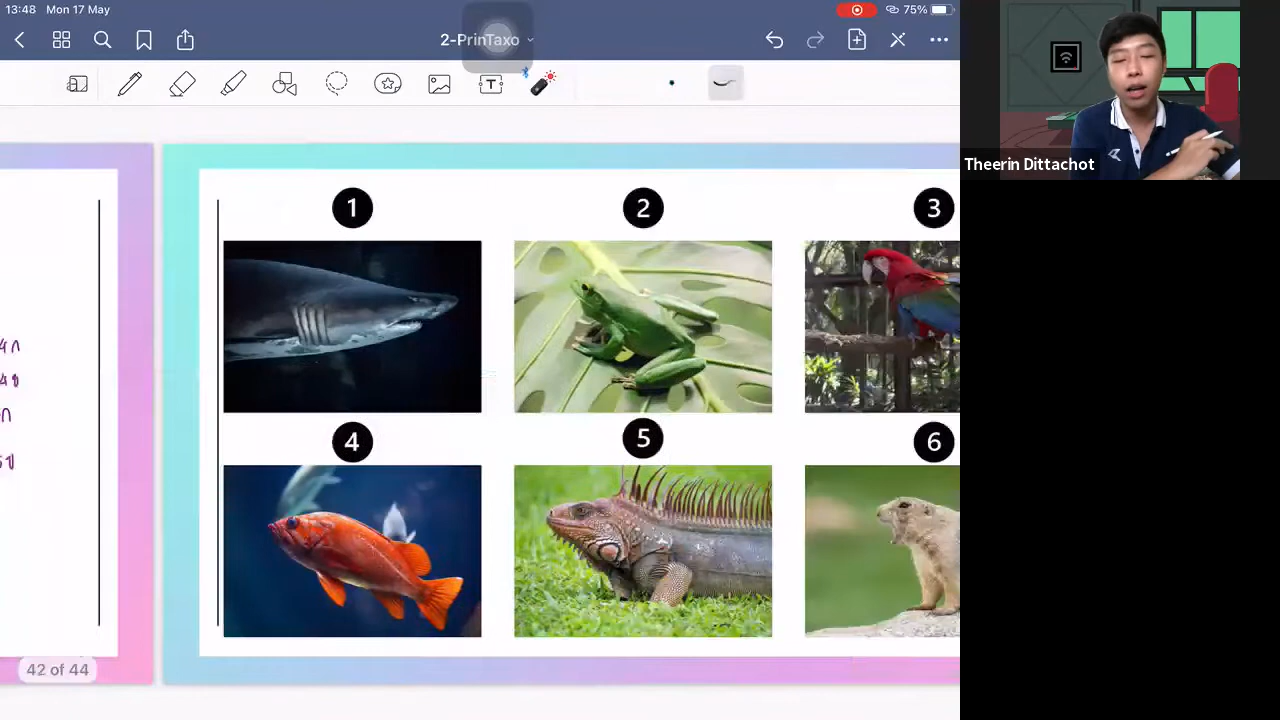 13:48 Mon 17 May
75%
2-PrinTaxo
T
Theerin Dittachot
1
2
3
4
5
6
42 of 44